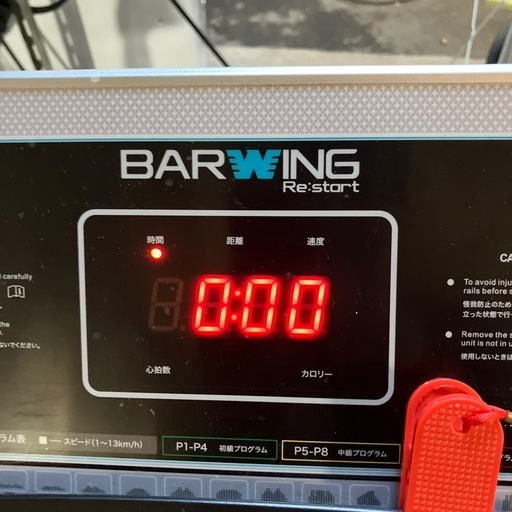 BARWING
Re:start
時間 距離 速度
0:00
心拍数 カロリー
carefully
the
ないでください。
CA
● To avoid inju
rails before s
怪我防止のため
立った状態で行
● Remove the s
unit is not in u
使用しないときは
ラム表 スピード(1～13km/h) P1-P4 初級プログラム P5-P8 中級プログラム